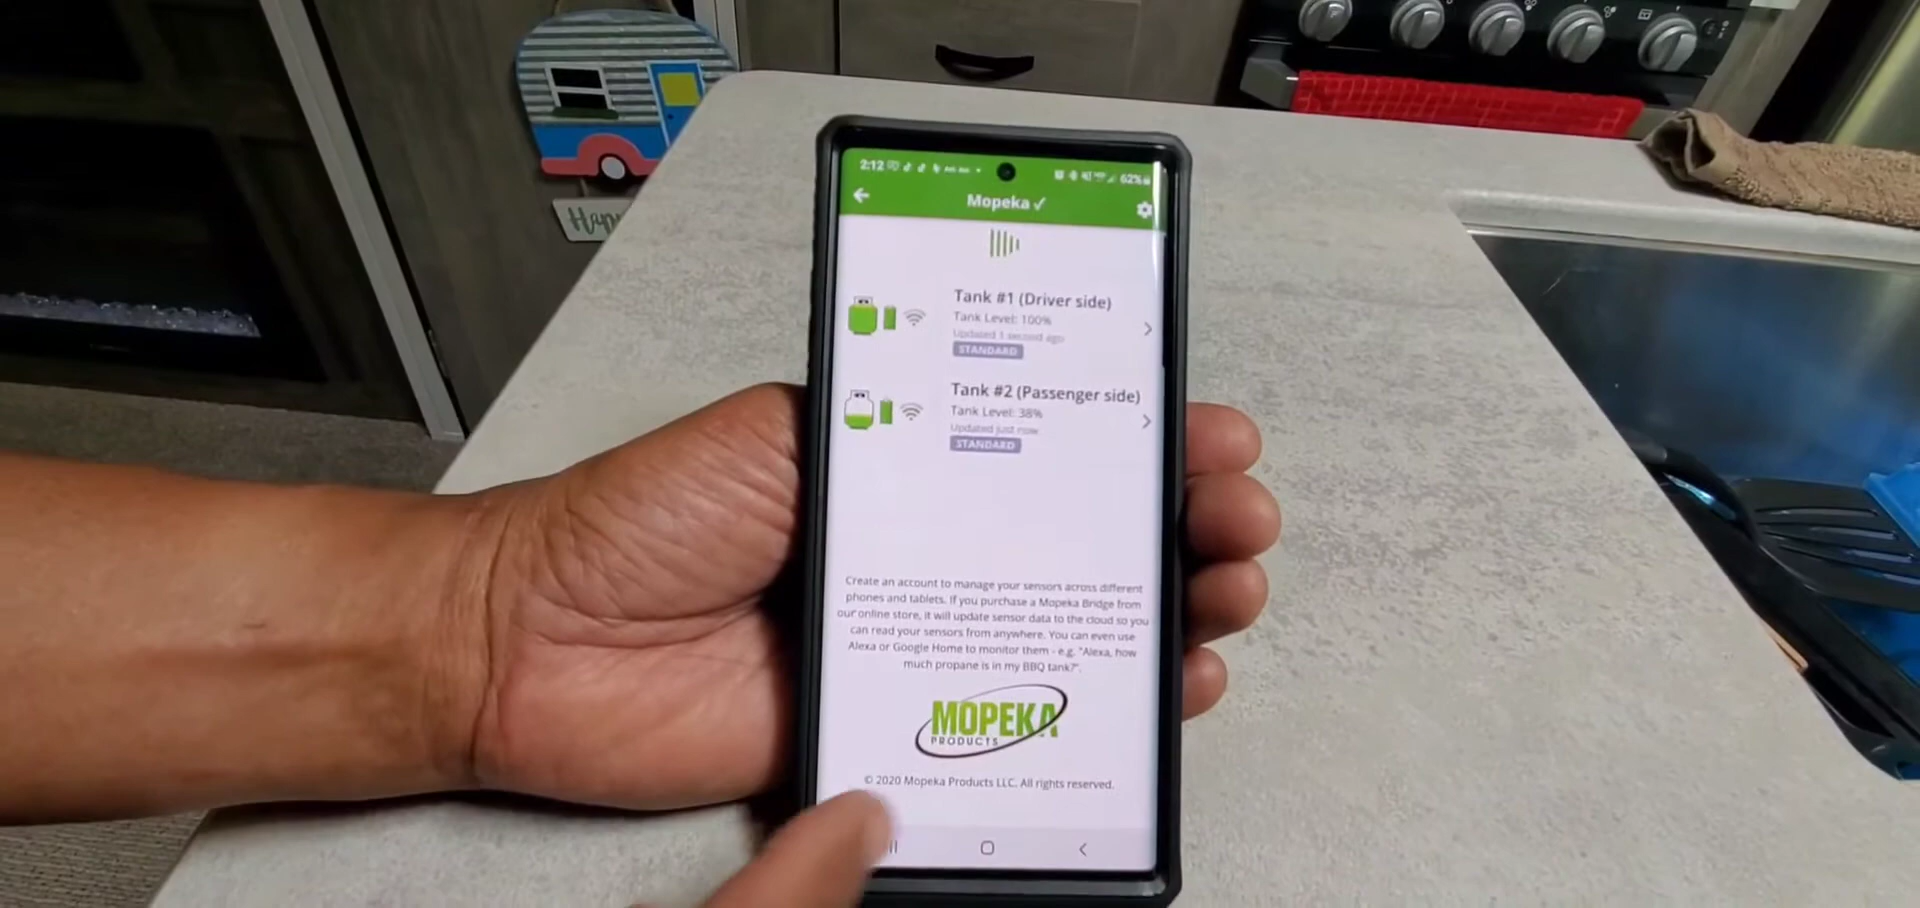 Happ
2:12
62%
Mopeka ✓
Tank #1 (Driver side)
Tank Level: 100%
Updated 1 second ago
STANDARD
Tank #2 (Passenger side)
Tank Level: 38%
Updated just now
STANDARD
Create an account to manage your sensors across different
phones and tablets. If you purchase a Mopeka Bridge from
our online store, it will update sensor data to the cloud so you
can read your sensors from anywhere. You can even use
Alexa or Google Home to monitor them - e.g. "Alexa, how
much propane is in my BBQ tank?".
MOPEKA
PRODUCTS
© 2020 Mopeka Products LLC. All rights reserved.